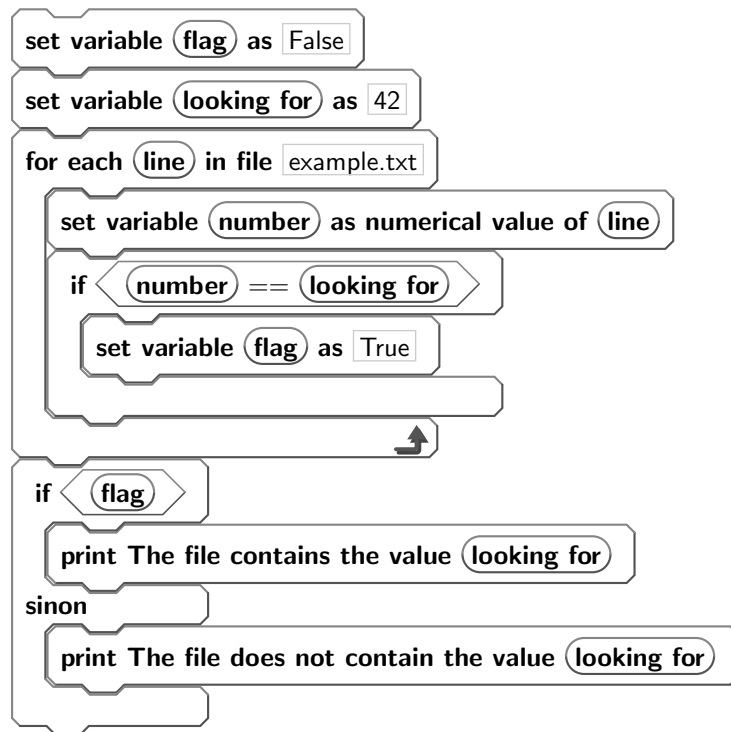 set variable flag as False
set variable looking for as 42
for each line in file example.txt
set variable number as numerical value of line
if number == looking for
set variable flag as True
if flag
print The file contains the value looking for
sinon
print The file does not contain the value looking for